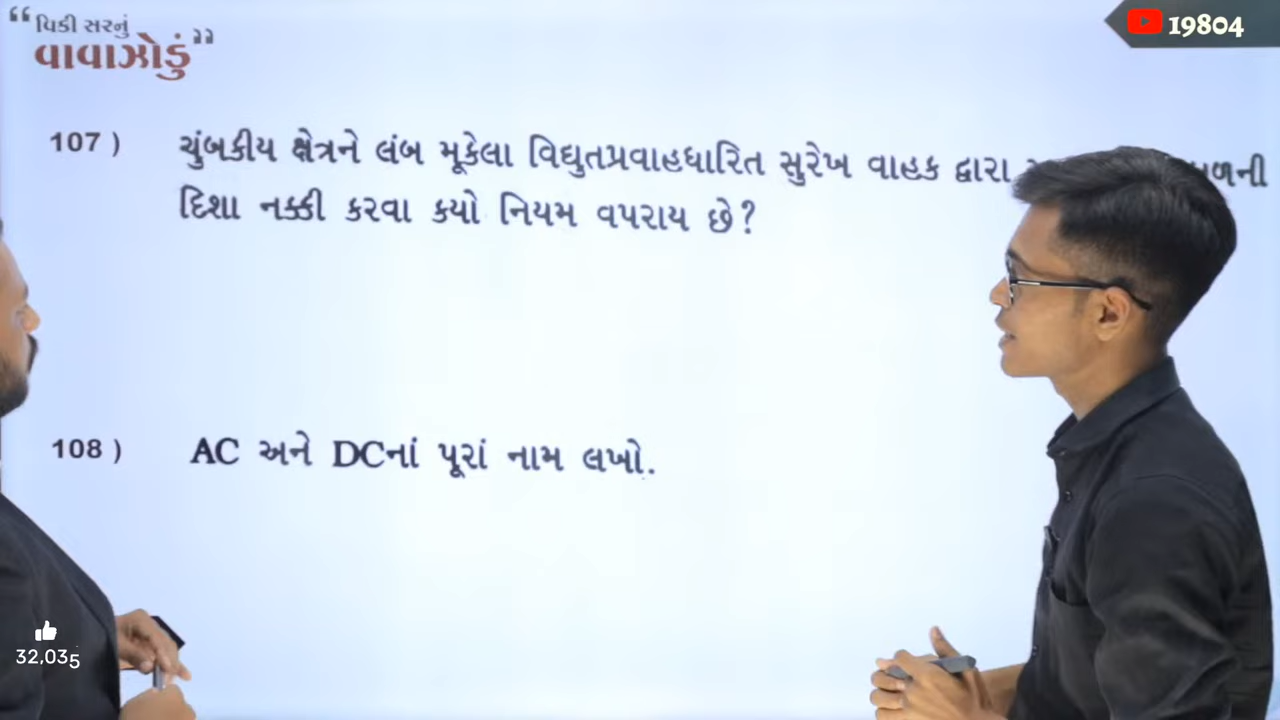 “ વિકી સરનું
વાવાઝોડું ”
19804
107 ) ચુંબકીય ક્ષેત્રને લંબ મૂકેલા વિદ્યુતપ્રવાહધારિત સુરેખ વાહક દ્વારા
દિશા નક્કી કરવા કયો નિયમ વપરાય છે?
108 ) AC અને DCનાં પૂરાં નામ લખો.
32,035